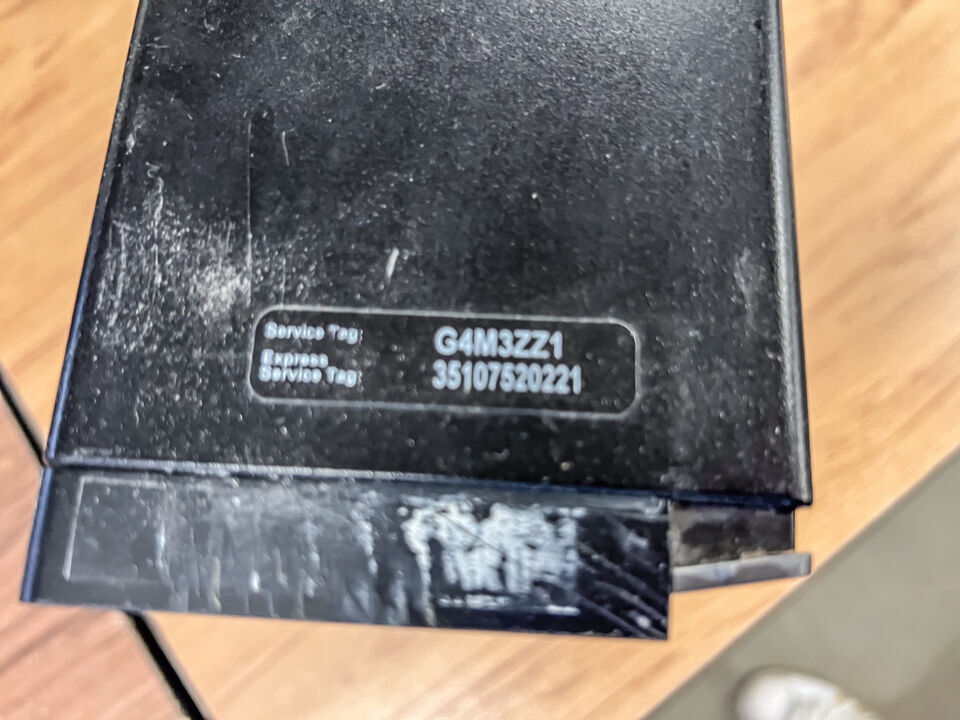 Service Tag: G4M3ZZ1
Express
Service Tag: 35107520221